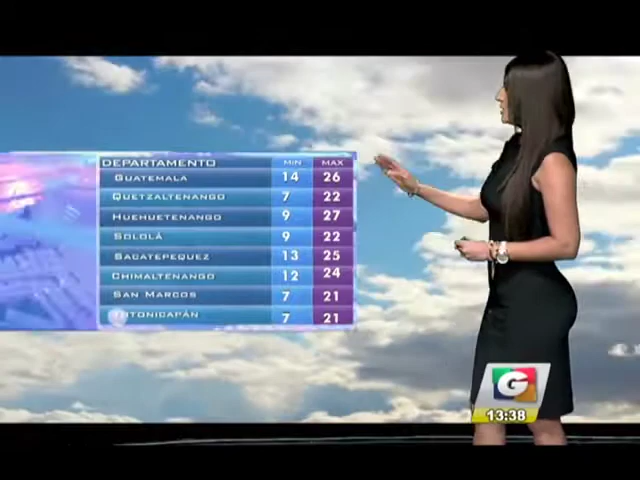 DEPARTAMENTO MIN MAX
GUATEMALA 14 26
QUETZALTENANGO 7 22
HUEHUETENANGO 9 27
SOLOLÁ 9 22
SACATEPEQUEZ 13 25
CHIMALTENANGO 12 24
SAN MARCOS 7 21
TOTONICAPÁN 7 21
G
13:38